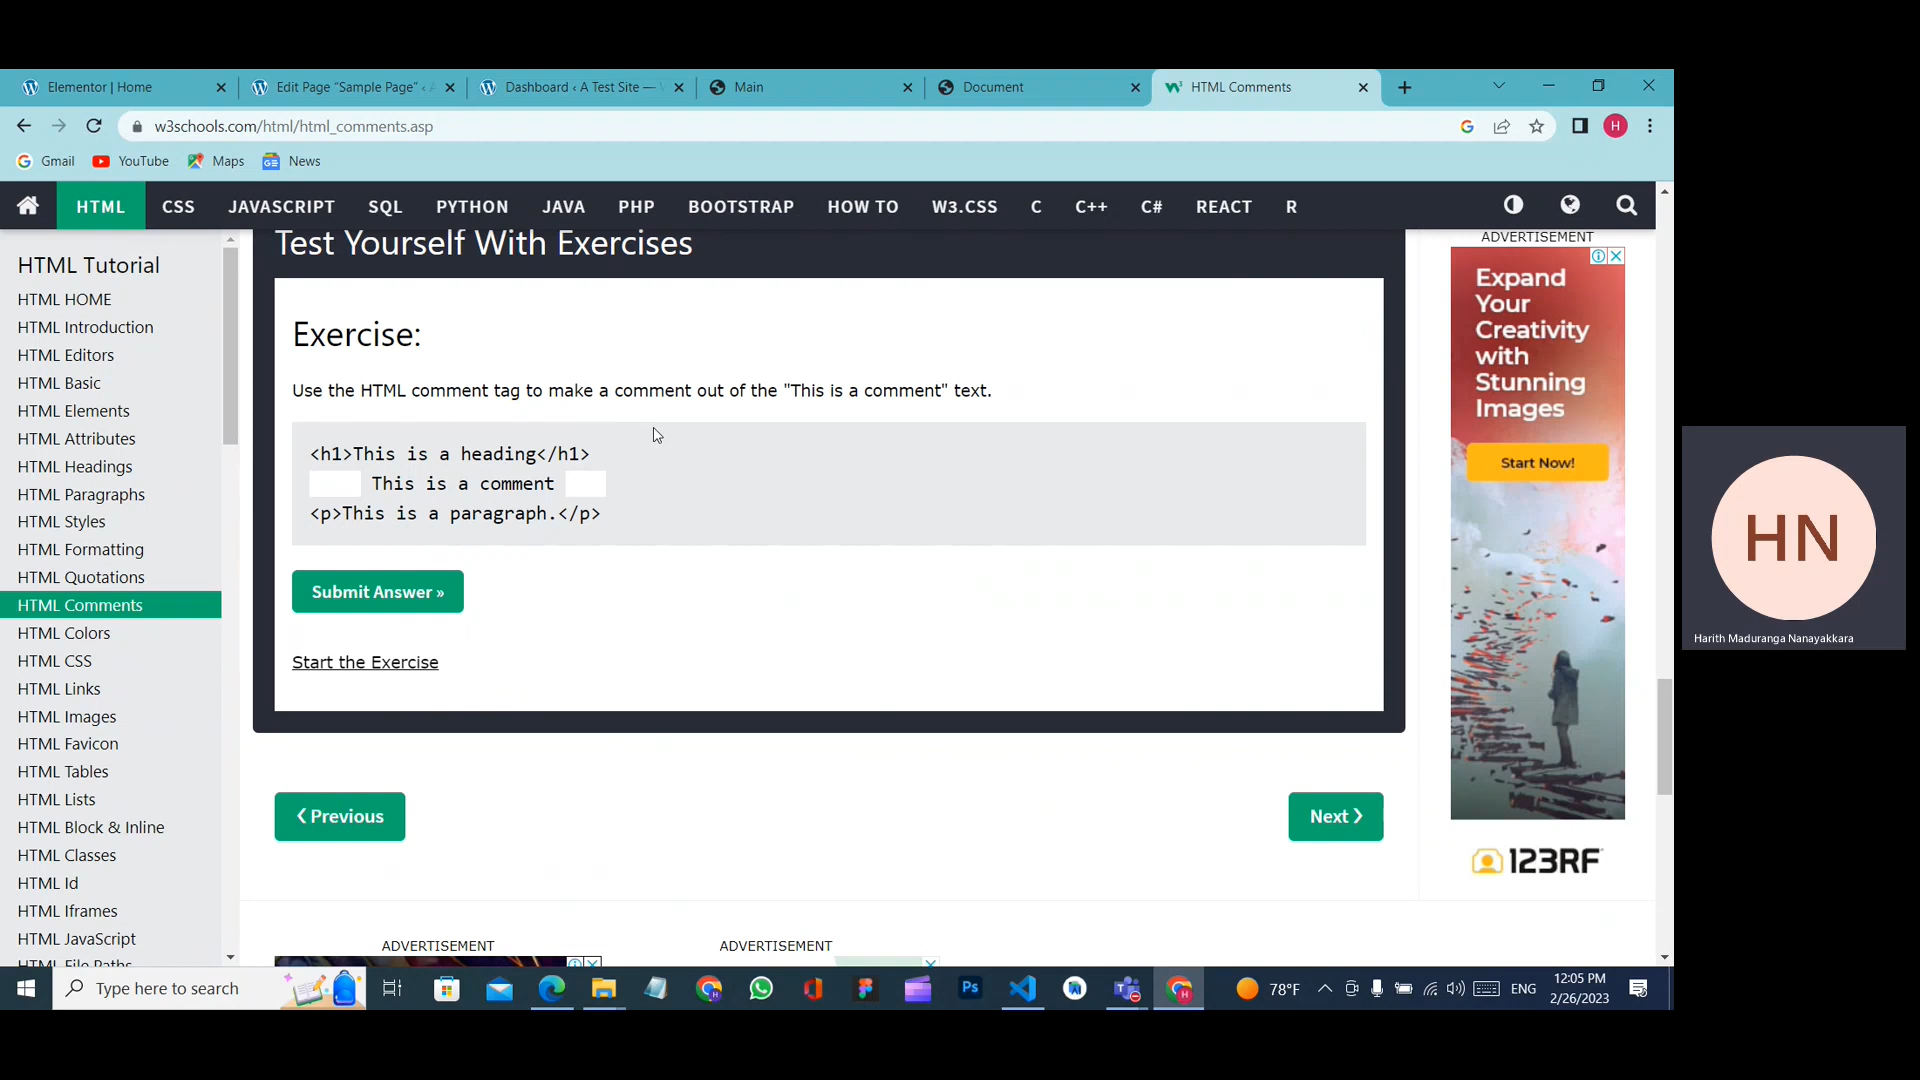 Elementor | Home
Edit Page "Sample Page" ‹ A
Dashboard ‹ A Test Site —
Main
Document
HTML Comments
w3schools.com/html/html_comments.asp
H
Gmail
YouTube
Maps
News
HTML
CSS
JAVASCRIPT
SQL
PYTHON
JAVA
PHP
BOOTSTRAP
HOW TO
W3.CSS
C
C++
C#
REACT
R
HTML Tutorial
HTML HOME
HTML Introduction
HTML Editors
HTML Basic
HTML Elements
HTML Attributes
HTML Headings
HTML Paragraphs
HTML Styles
HTML Formatting
HTML Quotations
HTML Comments
HTML Colors
HTML CSS
HTML Links
HTML Images
HTML Favicon
HTML Tables
HTML Lists
HTML Block & Inline
HTML Classes
HTML Id
HTML Iframes
HTML JavaScript
HTML File Paths
Test Yourself With Exercises
Exercise:
Use the HTML comment tag to make a comment out of the "This is a comment" text.
<h1>This is a heading</h1>
This is a comment
<p>This is a paragraph.</p>
Submit Answer »
Start the Exercise
❮ Previous
Next ❯
ADVERTISEMENT
ADVERTISEMENT
ADVERTISEMENT
Expand
Your
Creativity
with
Stunning
Images
Start Now!
123RF
HN
Harith Maduranga Nanayakkara
Type here to search
Ps
78°F
ENG
12:05 PM
2/26/2023